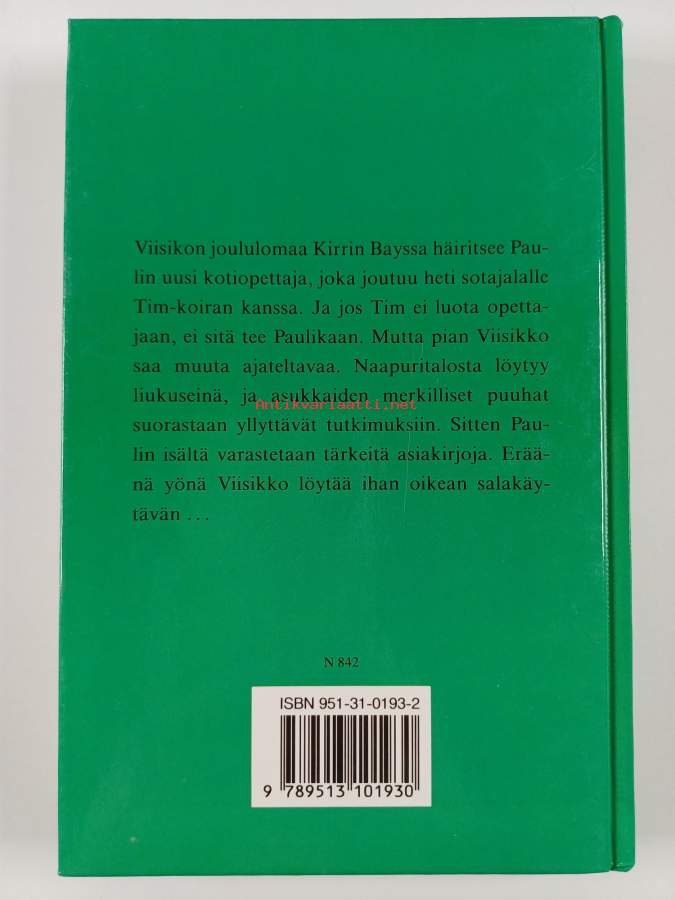 Viisikon joululomaa Kirrin Bayssa häiritsee Pau-
lin uusi kotiopettaja, joka joutuu heti sotajalalle
Tim-koiran kanssa. Ja jos Tim ei luota opetta-
jaan, ei sitä tee Paulikaan. Mutta pian Viisikko
saa muuta ajateltavaa. Naapuritalosta löytyy
liukuseinä, ja asukkaiden merkilliset puuhat
Antikvariaatti.net
suorastaan yllyttävät tutkimuksiin. Sitten Pau-
lin isältä varastetaan tärkeitä asiakirjoja. Erää-
nä yönä Viisikko löytää ihan oikean salakäy-
tävän ...
N 842
ISBN 951-31-0193-2
9 789513 101930